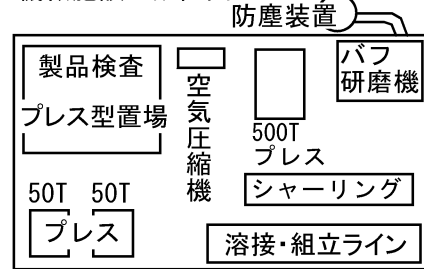 防塵装置
バフ
研磨機
製品検査
プレス型置場
空気圧縮機
500T
プレス
シャーリング
50T 50T
プレス
溶接・組立ライン